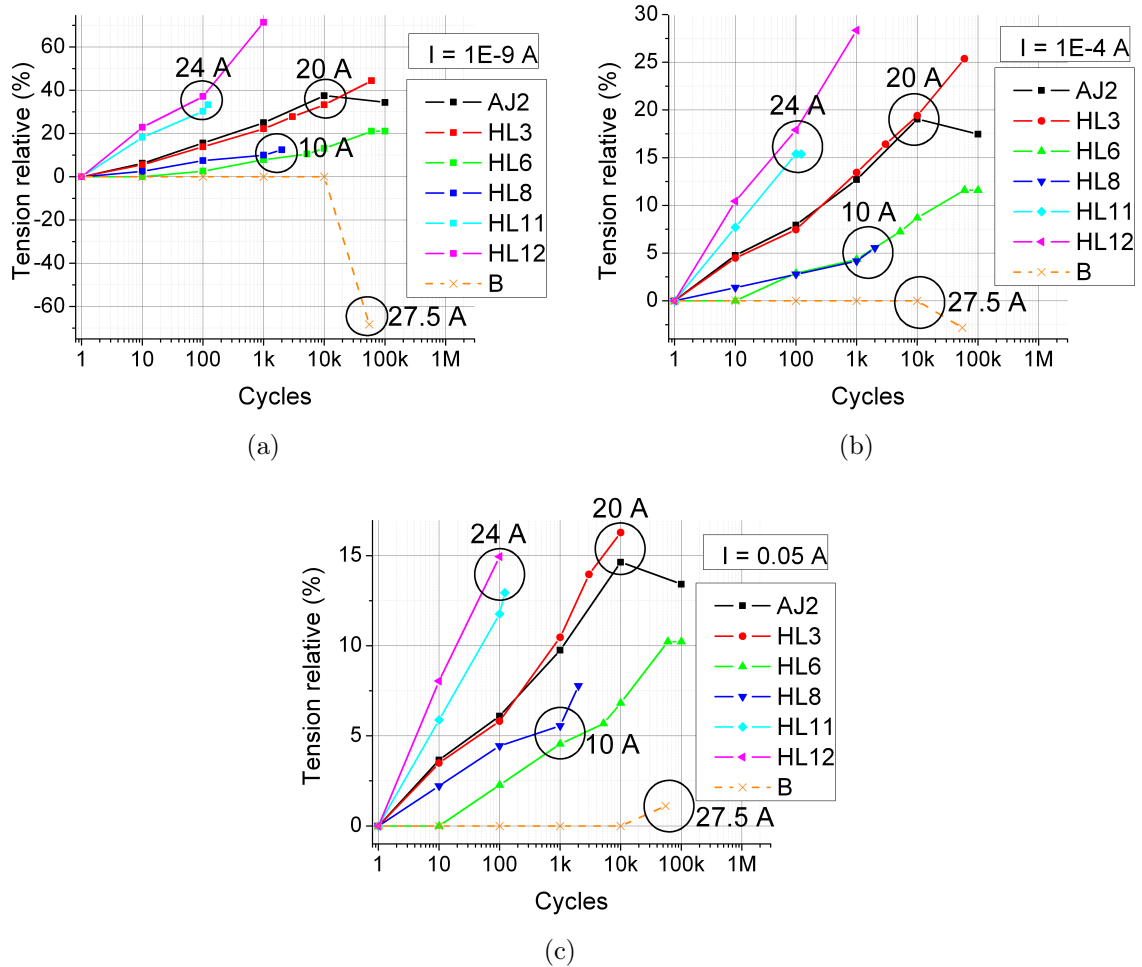 Tension relative (%)
60
40
20
0
-20
-40
-60
1
10
100
1k
10k
100k
1M
Cycles
24 A
20 A
10 A
27.5 A
I = 1E-9 A
AJ2
HL3
HL6
HL8
HL11
HL12
B
(a)
Tension relative (%)
30
25
20
15
10
5
0
1
10
100
1k
10k
100k
1M
Cycles
24 A
20 A
10 A
27.5 A
I = 1E-4 A
AJ2
HL3
HL6
HL8
HL11
HL12
B
(b)
Tension relative (%)
15
10
5
0
1
10
100
1k
10k
100k
1M
Cycles
24 A
20 A
10 A
27.5 A
I = 0.05 A
AJ2
HL3
HL6
HL8
HL11
HL12
B
(c)